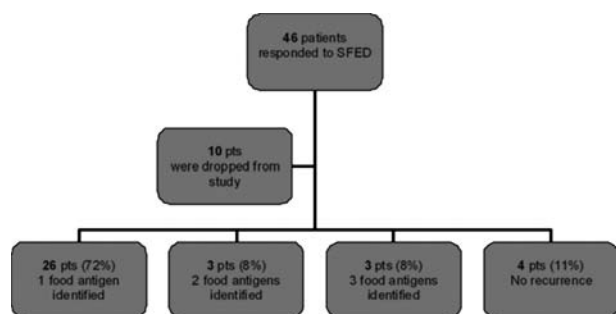 46 patients
responded to SFED
10 pts
were dropped from
study
26 pts (72%)
1 food antigen
identified
3 pts (8%)
2 food antigens
identified
3 pts (8%)
3 food antigens
identified
4 pts (11%)
No recurrence